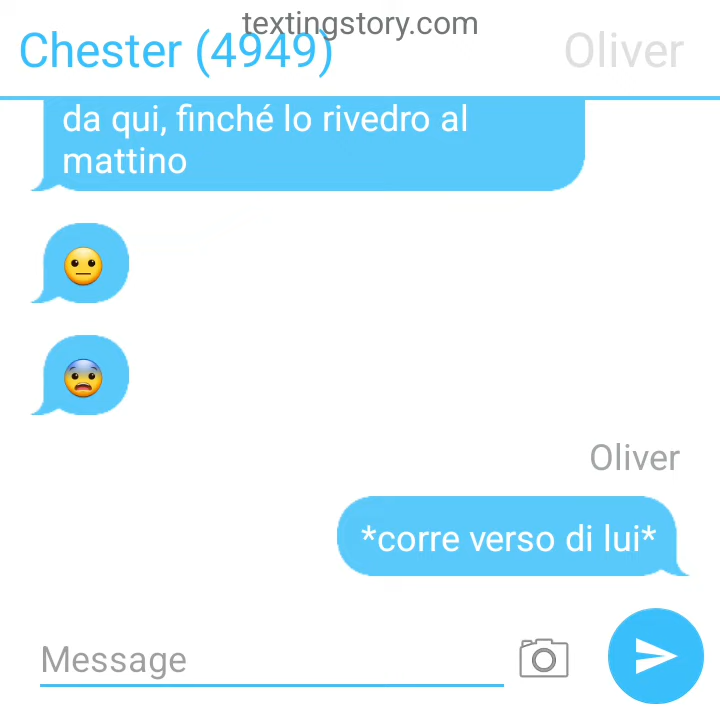 textingstory.com
Chester (4949)
Oliver
da qui, finché lo rivedro al
mattino
Oliver
*corre verso di lui*
Message